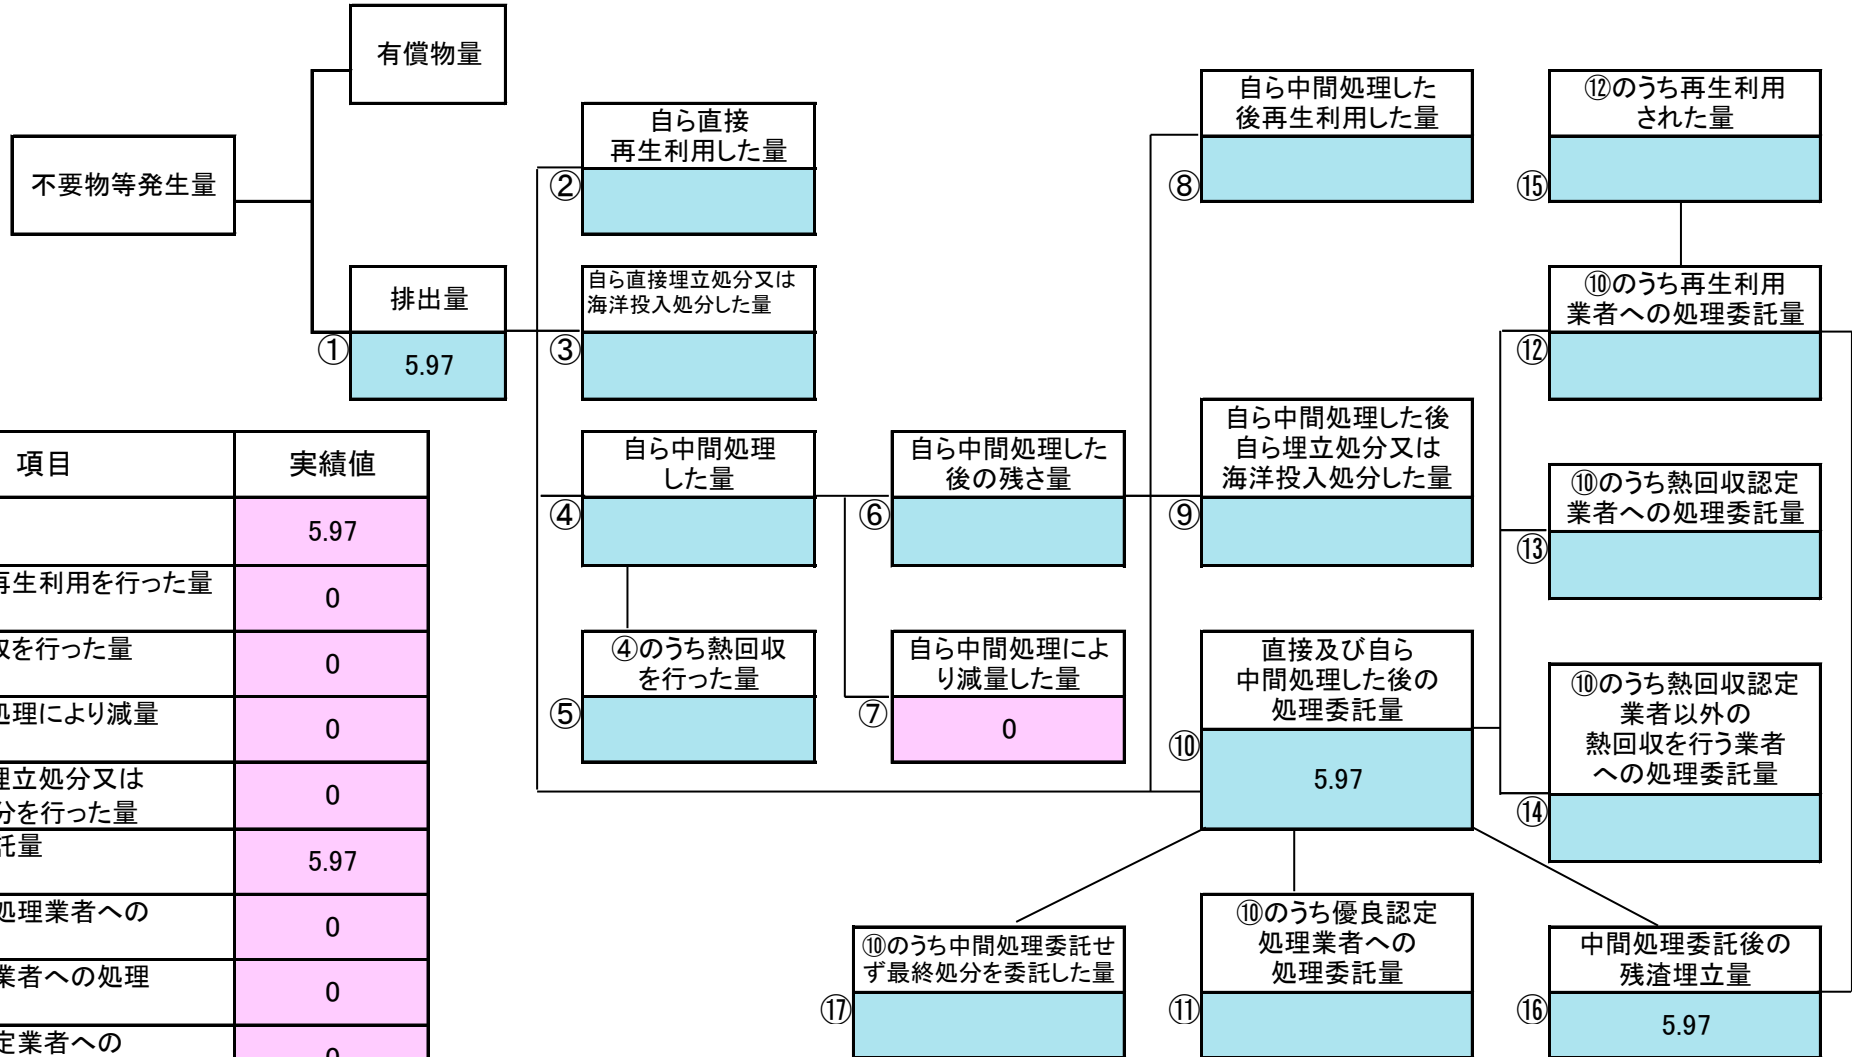 有償物量
不要物等発生量
排出量
①
5.97
自ら直接
再生利用した量
②
自ら直接埋立処分又は
海洋投入処分した量
③
自ら中間処理
した量
④
④のうち熱回収
を行った量
⑤
自ら中間処理した
後の残さ量
⑥
自ら中間処理によ
り減量した量
⑦
0
自ら中間処理した
後再生利用した量
⑧
自ら中間処理した後
自ら埋立処分又は
海洋投入処分した量
⑨
直接及び自ら
中間処理した後の
処理委託量
⑩
5.97
⑫のうち再生利用
された量
⑮
⑩のうち再生利用
業者への処理委託量
⑫
⑩のうち熱回収認定
業者への処理委託量
⑬
⑩のうち熱回収認定
業者以外の
熱回収を行う業者
への処理委託量
⑭
⑩のうち中間処理委託せ
ず最終処分を委託した量
⑰
⑩のうち優良認定
処理業者への
処理委託量
⑪
中間処理委託後の
残渣埋立量
⑯
5.97
項目 実績値
5.97
再生利用を行った量 0
を行った量 0
処理により減量
0
埋立処分又は
を行った量
0
託量 5.97
処理業者への
0
業者への処理
0
定業者への